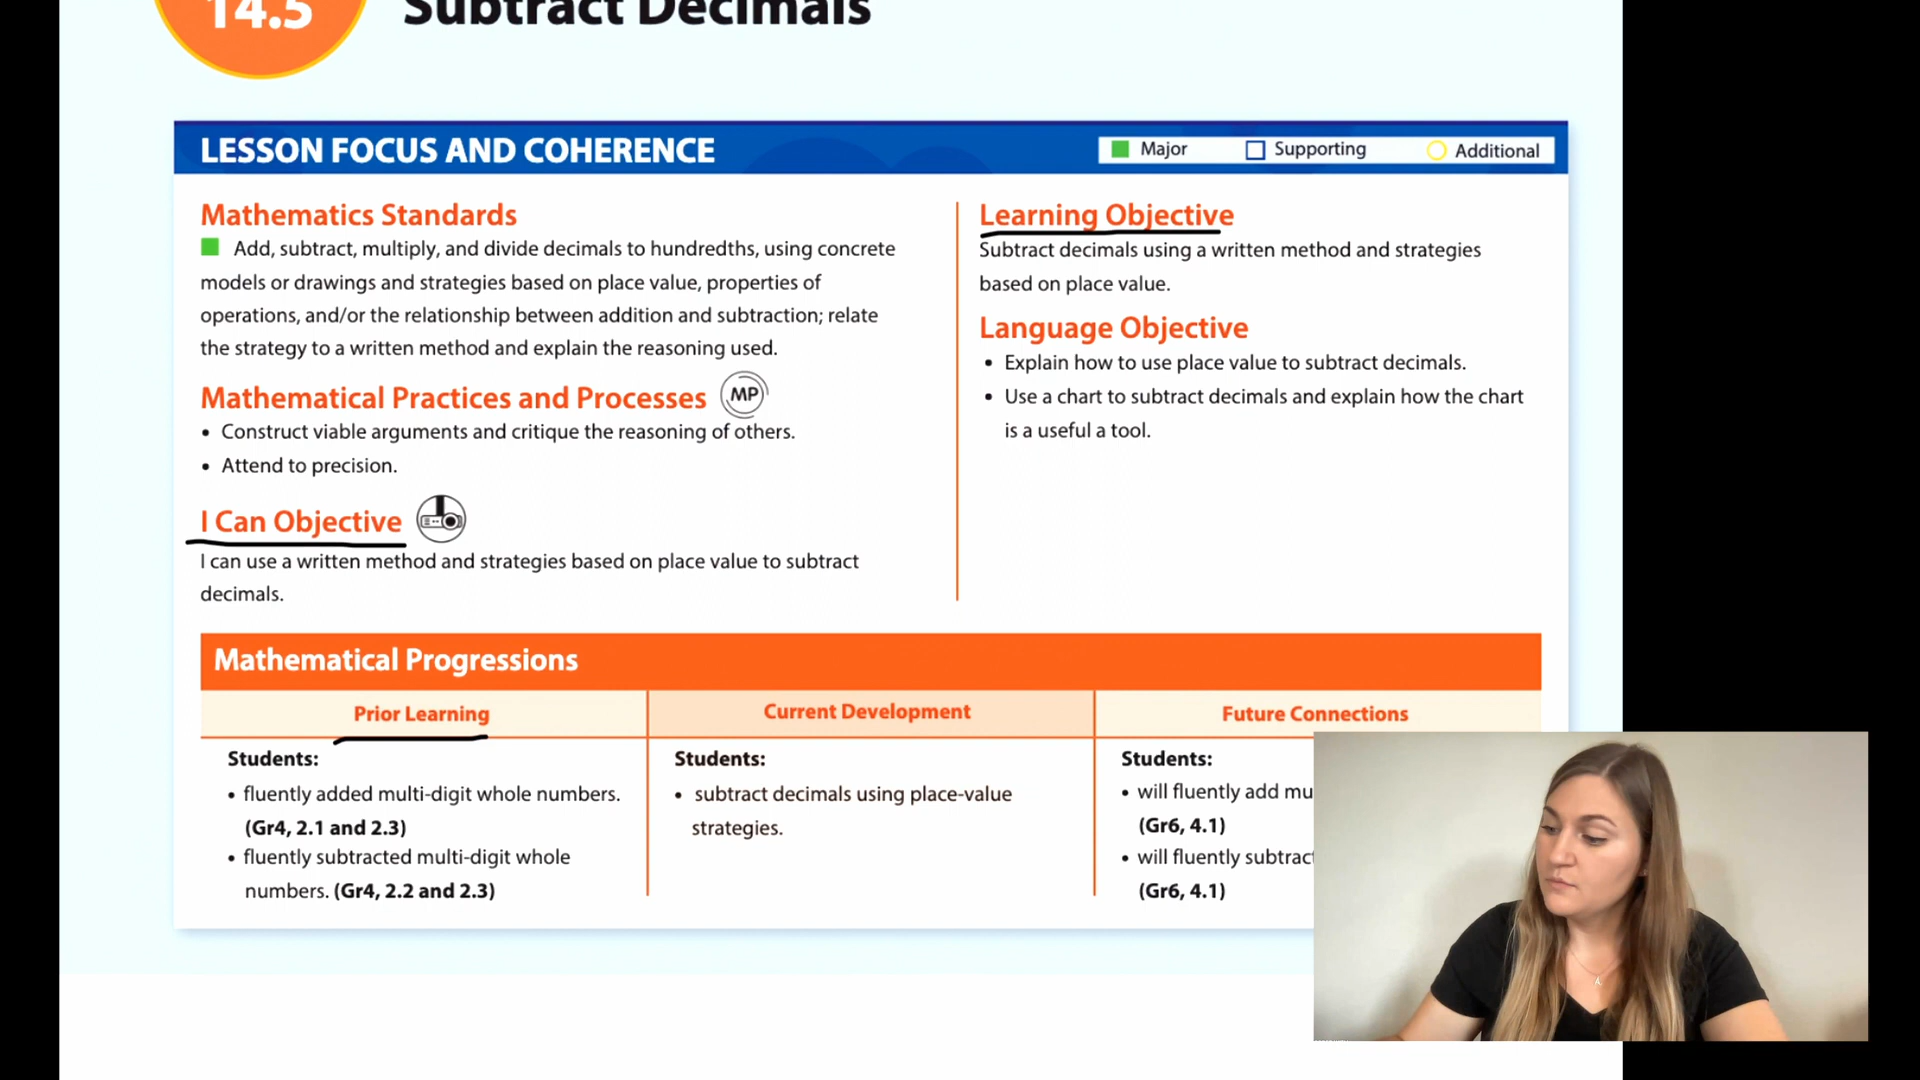 14.5
Subtract Decimals
LESSON FOCUS AND COHERENCE
Major
Supporting
Additional
Mathematics Standards
Add, subtract, multiply, and divide decimals to hundredths, using concrete
models or drawings and strategies based on place value, properties of
operations, and/or the relationship between addition and subtraction; relate
the strategy to a written method and explain the reasoning used.
Mathematical Practices and Processes
MP
• Construct viable arguments and critique the reasoning of others.
• Attend to precision.
I Can Objective
I can use a written method and strategies based on place value to subtract
decimals.
Learning Objective
Subtract decimals using a written method and strategies
based on place value.
Language Objective
• Explain how to use place value to subtract decimals.
• Use a chart to subtract decimals and explain how the chart
is a useful a tool.
Mathematical Progressions
Prior Learning
Students:
• fluently added multi-digit whole numbers.
(Gr4, 2.1 and 2.3)
• fluently subtracted multi-digit whole
numbers. (Gr4, 2.2 and 2.3)
Current Development
Students:
• subtract decimals using place-value
strategies.
Future Connections
Students:
• will fluently add mu
(Gr6, 4.1)
• will fluently subtract
(Gr6, 4.1)